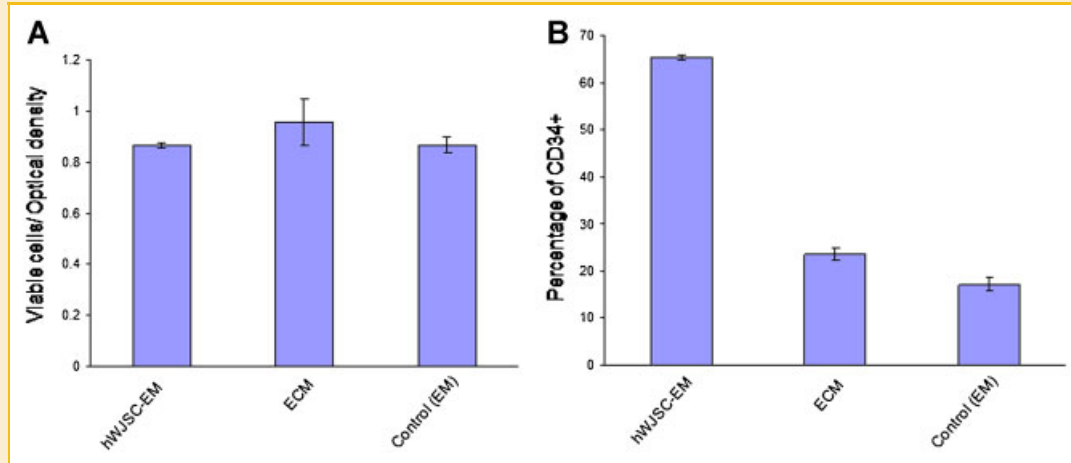 A
Viable cells/ Optical density
1.2
1
0.8
0.6
0.4
0.2
0
hWJSC-EM
ECM
Control (EM)
B
Percentage of CD34+
70
60
50
40
30
20
10
0
hWJSC-EM
ECM
Control (EM)